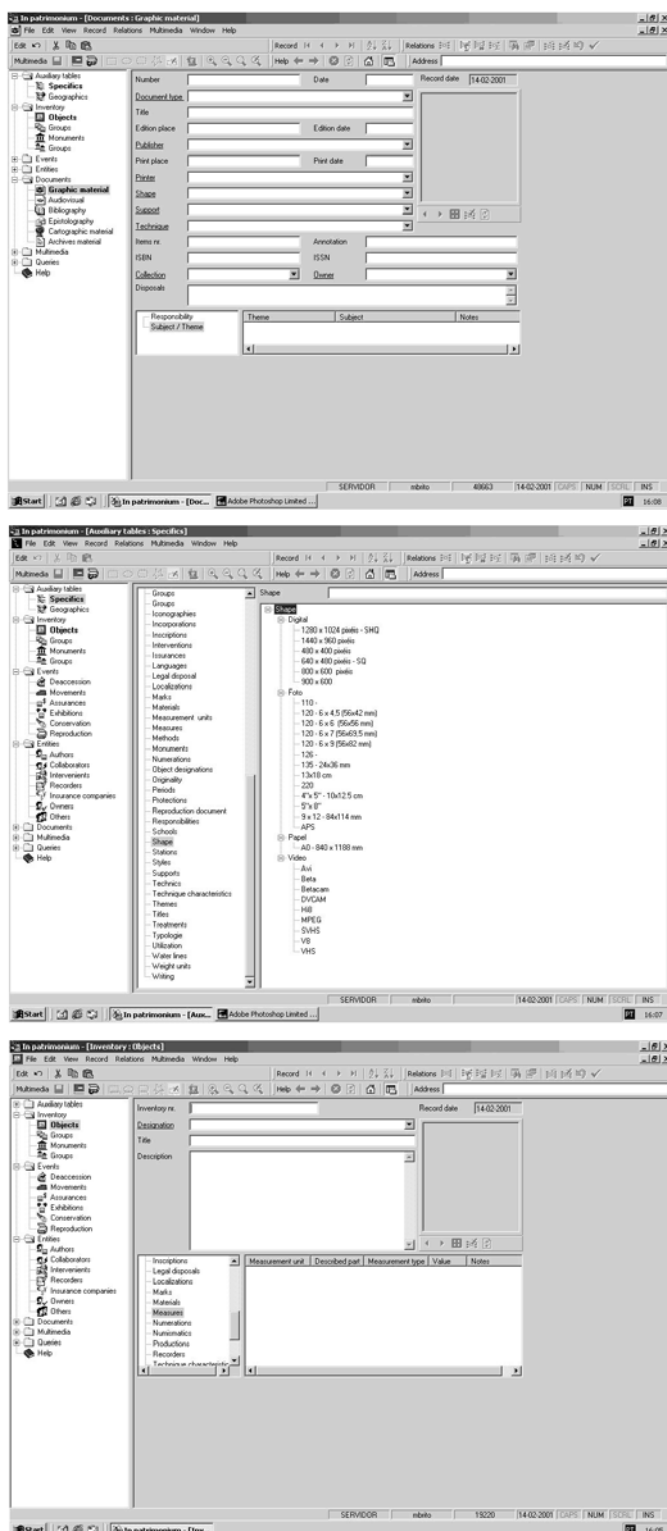 In patrimonium - [Documents : Graphic material]
File Edit View Record Relations Multimedia Window Help
Edit Record Relations
Multimedia Help Address
Auxiliary tables
Specifics
Geographics
Inventory
Objects
Groups
Monuments
Groups
Events
Entities
Documents
Graphic material
Audiovisual
Bibliography
Epistolography
Cartographic material
Archives material
Multimedia
Queries
Help
Number Date Record date 14-02-2001
Document type
Title
Edition place Edition date
Publisher
Print place Print date
Printer
Shape
Support
Technique
Items nr. Annotation
ISBN ISSN
Collection Owner
Disposals
Responsibility
Subject / Theme
Theme Subject Notes
SERVIDOR mbrito 48663 14-02-2001 CAPS NUM SCRL INS
Start In patrimonium - [Doc... Adobe Photoshop Limited ... PT 16:08
In patrimonium - [Auxiliary tables : Specifics]
File Edit View Record Relations Multimedia Window Help
Edit Record Relations
Multimedia Help Address
Auxiliary tables
Specifics
Geographics
Inventory
Objects
Groups
Monuments
Groups
Events
Deaccession
Movements
Assurances
Exhibitions
Conservation
Reproduction
Entities
Authors
Collaborators
Intervenients
Recorders
Insurance companies
Owners
Others
Documents
Multimedia
Queries
Help
Groups
Groups
Iconographies
Incorporations
Inscriptions
Interventions
Issurances
Languages
Legal disposal
Localizations
Marks
Materials
Measurement units
Measures
Methods
Monuments
Numerations
Object designations
Originality
Periods
Protections
Reproduction document
Responsibilities
Schools
Shape
Stations
Styles
Supports
Technics
Technique characteristics
Themes
Titles
Treatments
Typologie
Utilization
Water lines
Weight units
Writing
Shape
Shape
Digital
1280 x 1024 pixéis - SHQ
1440 x 960 pixéis
480 x 400 pixéis
640 x 480 pixéis - SQ
800 x 600 pixéis
900 x 600
Foto
110 -
120 - 6 x 4,5 (56x42 mm)
120 - 6 x 6 (56x56 mm)
120 - 6 x 7 (56x69,5 mm)
120 - 6 x 9 (56x82 mm)
126 -
135 - 24x36 mm
13x18 cm
220
4"x 5" - 10x12.5 cm
5"x 8"
9 x 12 - 84x114 mm
APS
Papel
A0 - 840 x 1188 mm
Video
Avi
Beta
Betacam
DVCAM
Hi8
MPEG
SVHS
V8
VHS
SERVIDOR mbrito 14-02-2001 CAPS NUM SCRL INS
Start In patrimonium - [Aux... Adobe Photoshop Limited ... PT 16:07
In patrimonium - [Inventory : Objects]
File Edit View Record Relations Multimedia Window Help
Edit Record Relations
Multimedia Help Address
Auxiliary tables
Inventory
Objects
Groups
Monuments
Groups
Events
Deaccession
Movements
Assurances
Exhibitions
Conservation
Reproduction
Entities
Authors
Collaborators
Intervenients
Recorders
Insurance companies
Owners
Others
Documents
Multimedia
Queries
Help
Inventory nr. Record date 14-02-2001
Designation
Title
Description
Inscriptions
Legal disposals
Localizations
Marks
Materials
Measures
Numerations
Numismatics
Productions
Recorders
Technique characteristic
Measurement unit Described part Measurement type Value Notes
SERVIDOR mbrito 19220 14-02-2001 CAPS NUM SCRL INS
Start In patrimonium - [Inv... PT